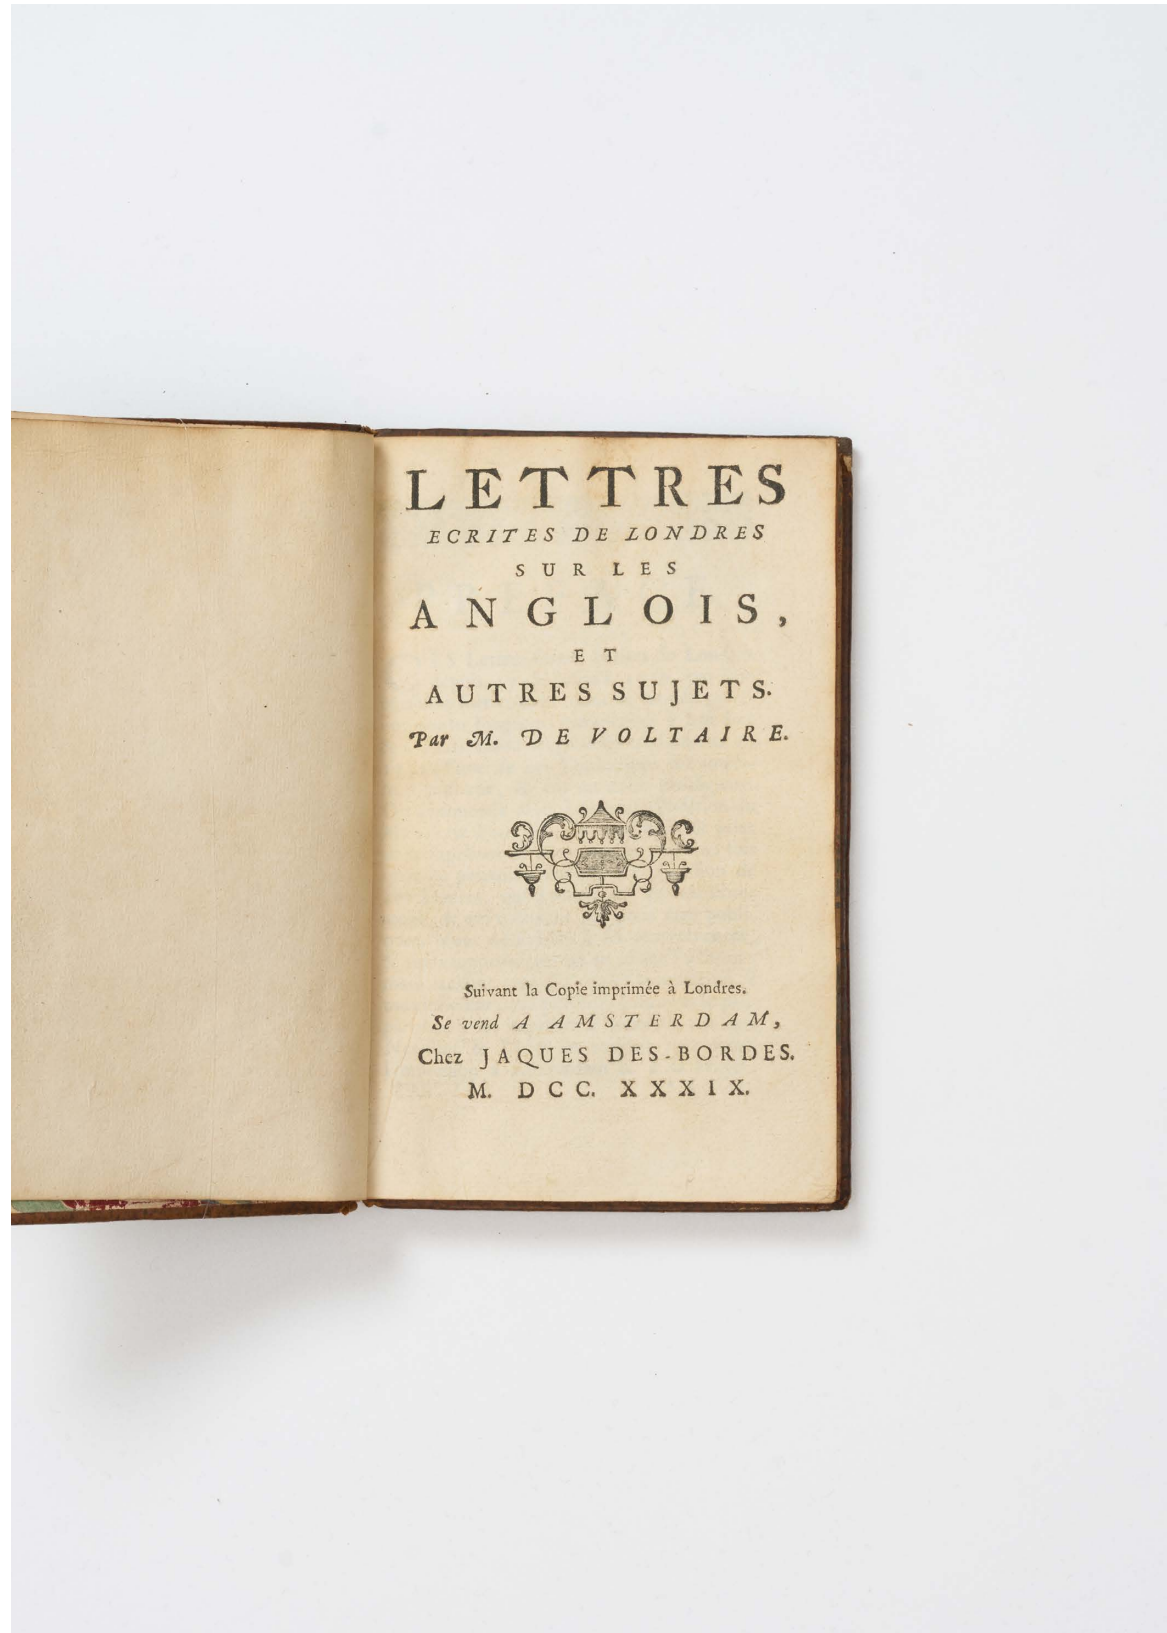 LETTRES
ECRITES DE LONDRES
SUR LES
ANGLOIS,
ET
AUTRES SUJETS.
Par M. DE VOLTAIRE.
Suivant la Copie imprimée à Londres.
Se vend A AMSTERDAM,
Chez JAQUES DES-BORDES.
M. DCC. XXXIX.